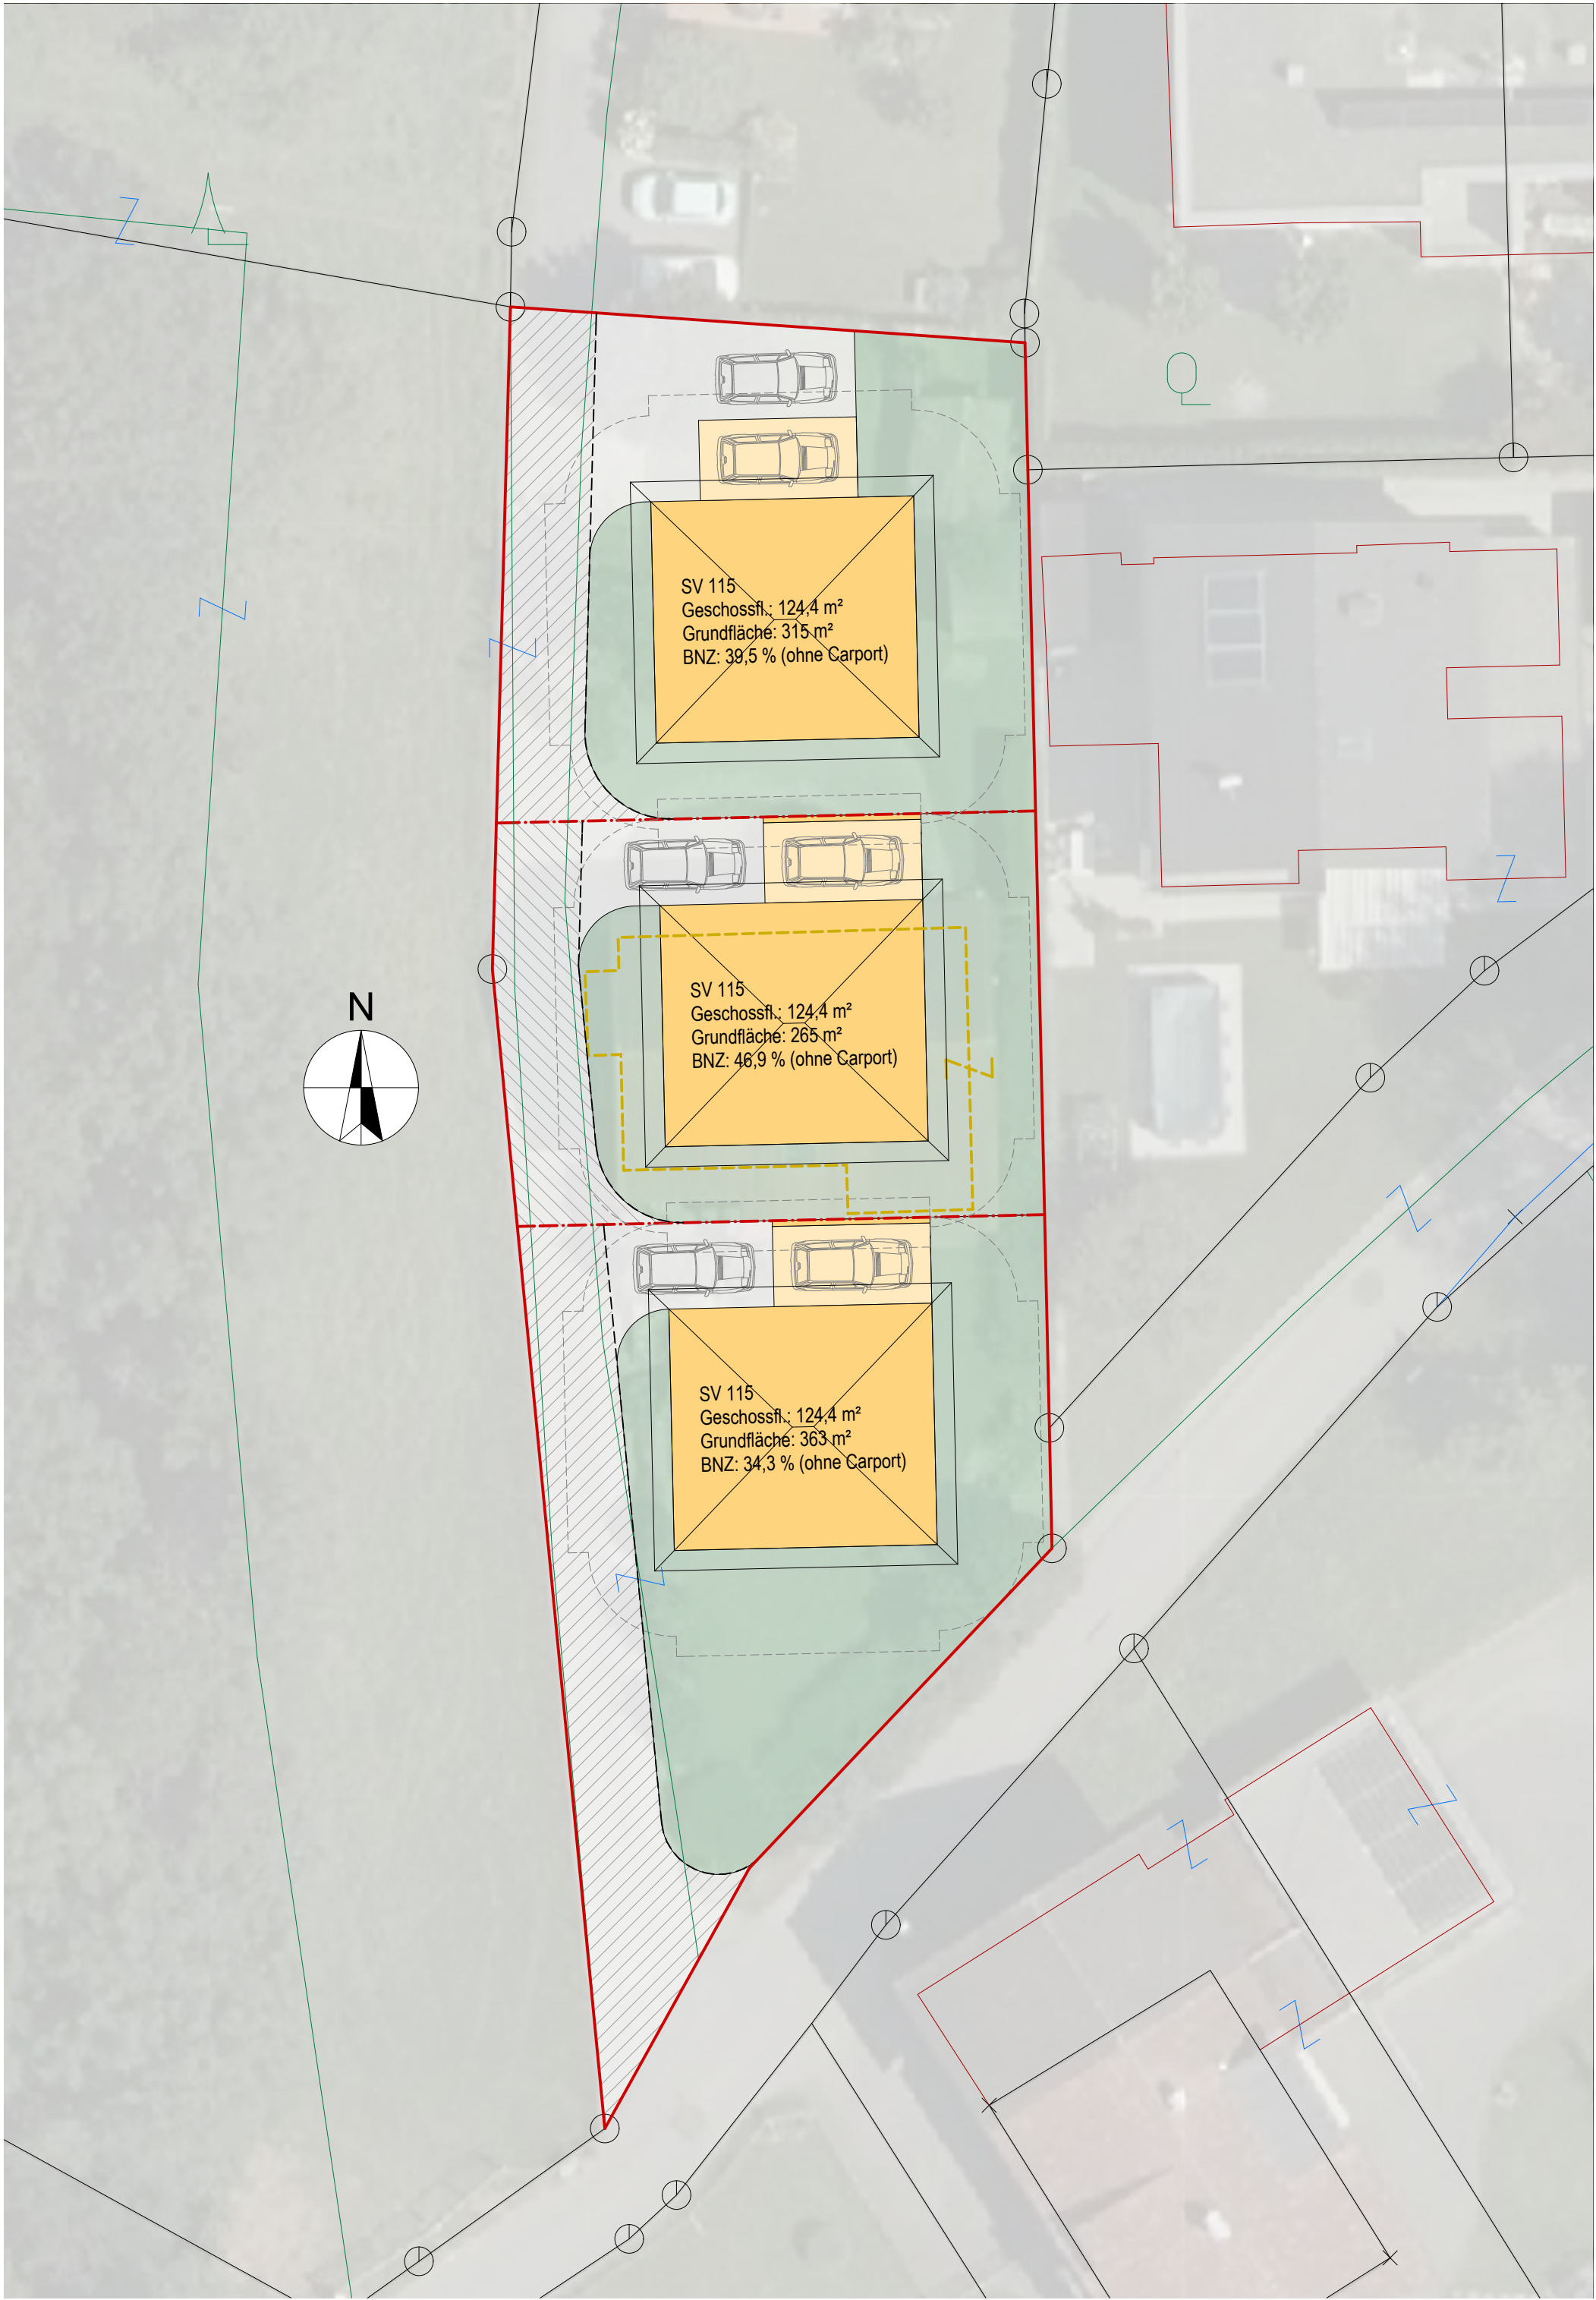 SV 115
Geschossfl.: 124,4 m²
Grundfläche: 315 m²
BNZ: 39,5 % (ohne Carport)
N
SV 115
Geschossfl.: 124,4 m²
Grundfläche: 265 m²
BNZ: 46,9 % (ohne Carport)
SV 115
Geschossfl.: 124,4 m²
Grundfläche: 363 m²
BNZ: 34,3 % (ohne Carport)